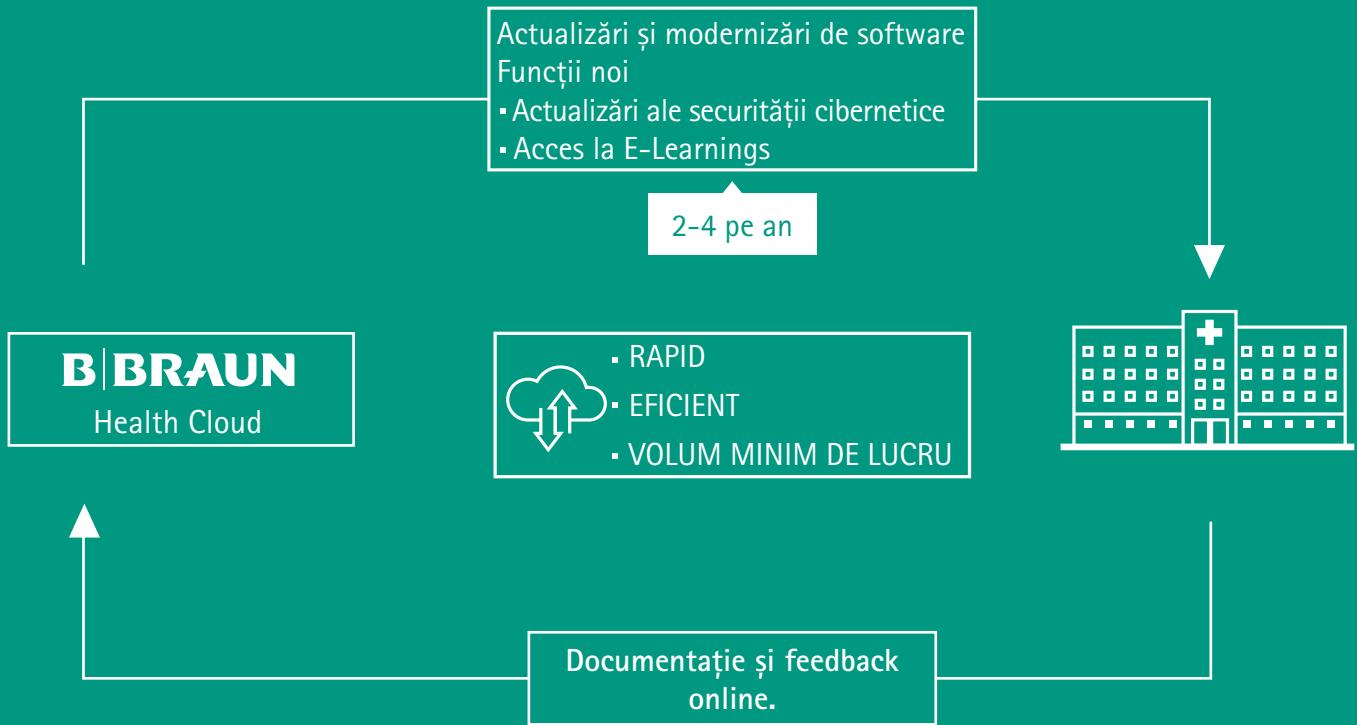 Actualizări și modernizări de software
Funcții noi
▪ Actualizări ale securității cibernetice
▪ Acces la E-Learnings
2-4 pe an
B|BRAUN
Health Cloud
▪ RAPID
▪ EFICIENT
▪ VOLUM MINIM DE LUCRU
Documentație și feedback
online.